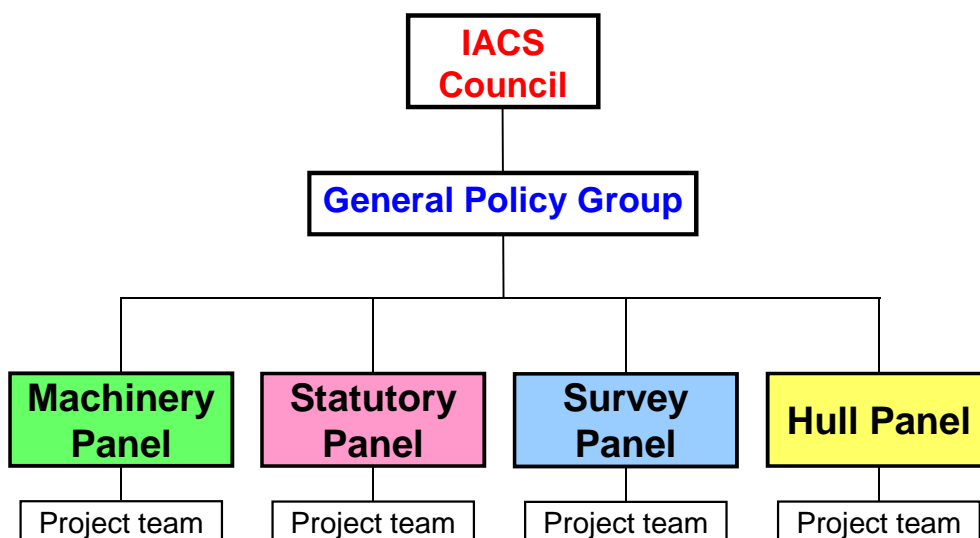 IACS
Council
General Policy Group
Machinery
Panel
Statutory
Panel
Survey
Panel
Hull Panel
Project team
Project team
Project team
Project team